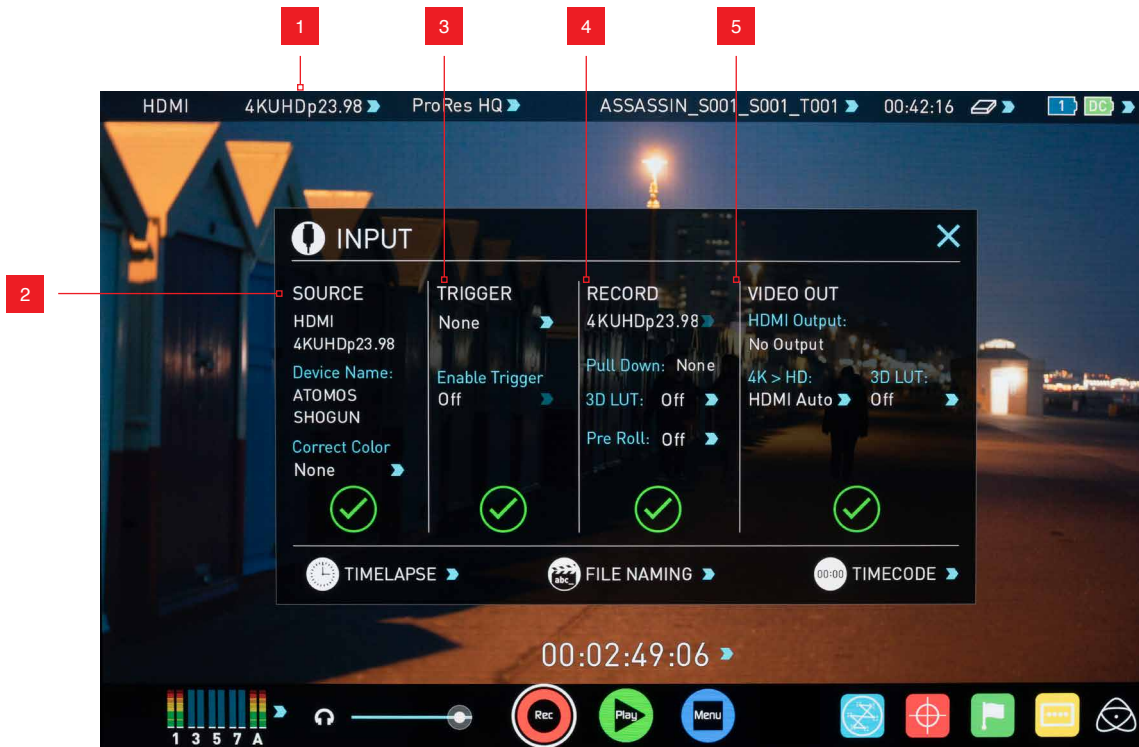 1
3
4
5
HDMI 4KUHDp23.98 ProRes HQ ASSASSIN_S001_S001_T001 00:42:16 1 DC
INPUT
2
SOURCE
HDMI
4KUHDp23.98
Device Name:
ATOMOS
SHOGUN
Correct Color
None
TRIGGER
None
Enable Trigger
Off
RECORD
4KUHDp23.98
Pull Down: None
3D LUT: Off
Pre Roll: Off
VIDEO OUT
HDMI Output:
No Output
4K > HD: 3D LUT:
HDMI Auto Off
TIMELAPSE abc_ FILE NAMING 00:00 TIMECODE
00:02:49:06
Rec Play Menu
1 3 5 7 A